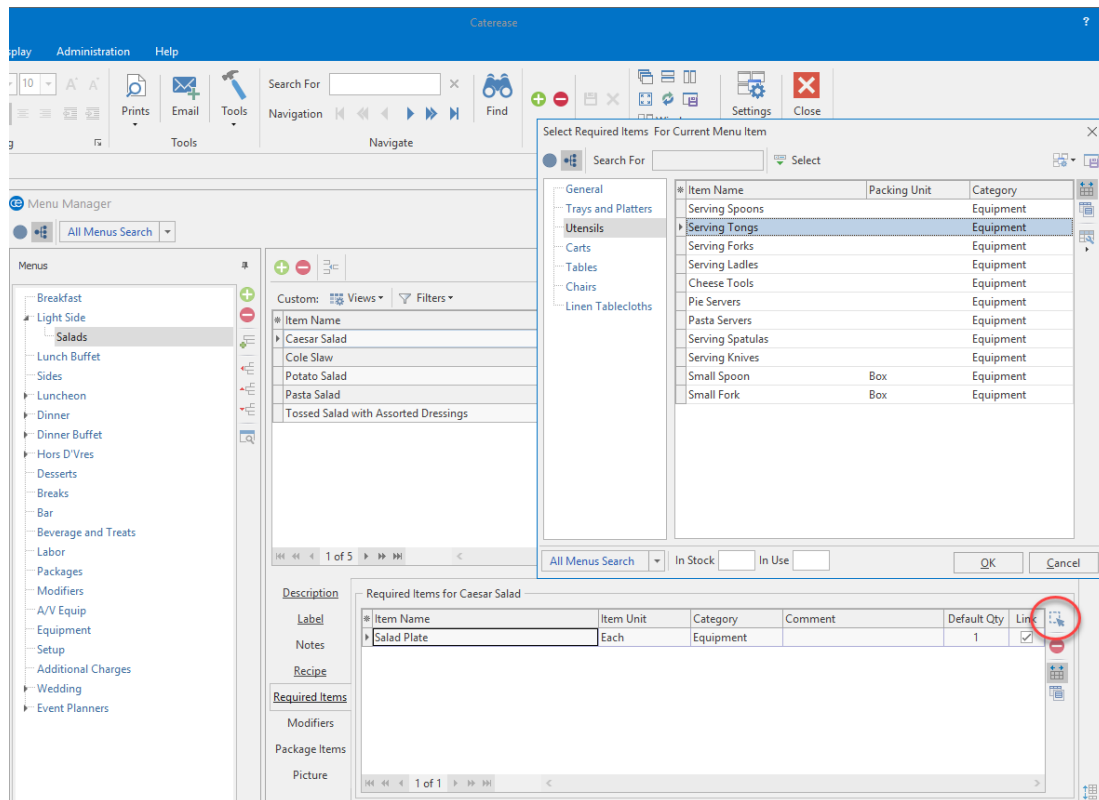 Caterease
?
splay Administration Help
10 A A
Prints
Email
Tools
Search For
Navigation
Find
Settings
Close
Tools
Navigate
Select Required Items For Current Menu Item
Search For Select
General
Trays and Platters
Utensils
Carts
Tables
Chairs
Linen Tablecloths
Item Name Packing Unit Category
Serving Spoons Equipment
Serving Tongs Equipment
Serving Forks Equipment
Serving Ladles Equipment
Cheese Tools Equipment
Pie Servers Equipment
Pasta Servers Equipment
Serving Spatulas Equipment
Serving Knives Equipment
Small Spoon Box Equipment
Small Fork Box Equipment
All Menus Search In Stock In Use OK Cancel
Menu Manager
All Menus Search
Menus
Breakfast
Light Side
Salads
Lunch Buffet
Sides
Luncheon
Dinner
Dinner Buffet
Hors D'Vres
Desserts
Breaks
Bar
Beverage and Treats
Labor
Packages
Modifiers
A/V Equip
Equipment
Setup
Additional Charges
Wedding
Event Planners
Custom: Views Filters
Item Name
Caesar Salad
Cole Slaw
Potato Salad
Pasta Salad
Tossed Salad with Assorted Dressings
1 of 5
Description
Label
Notes
Recipe
Required Items
Modifiers
Package Items
Picture
Required Items for Caesar Salad
Item Name Item Unit Category Comment Default Qty Link
Salad Plate Each Equipment 1
1 of 1